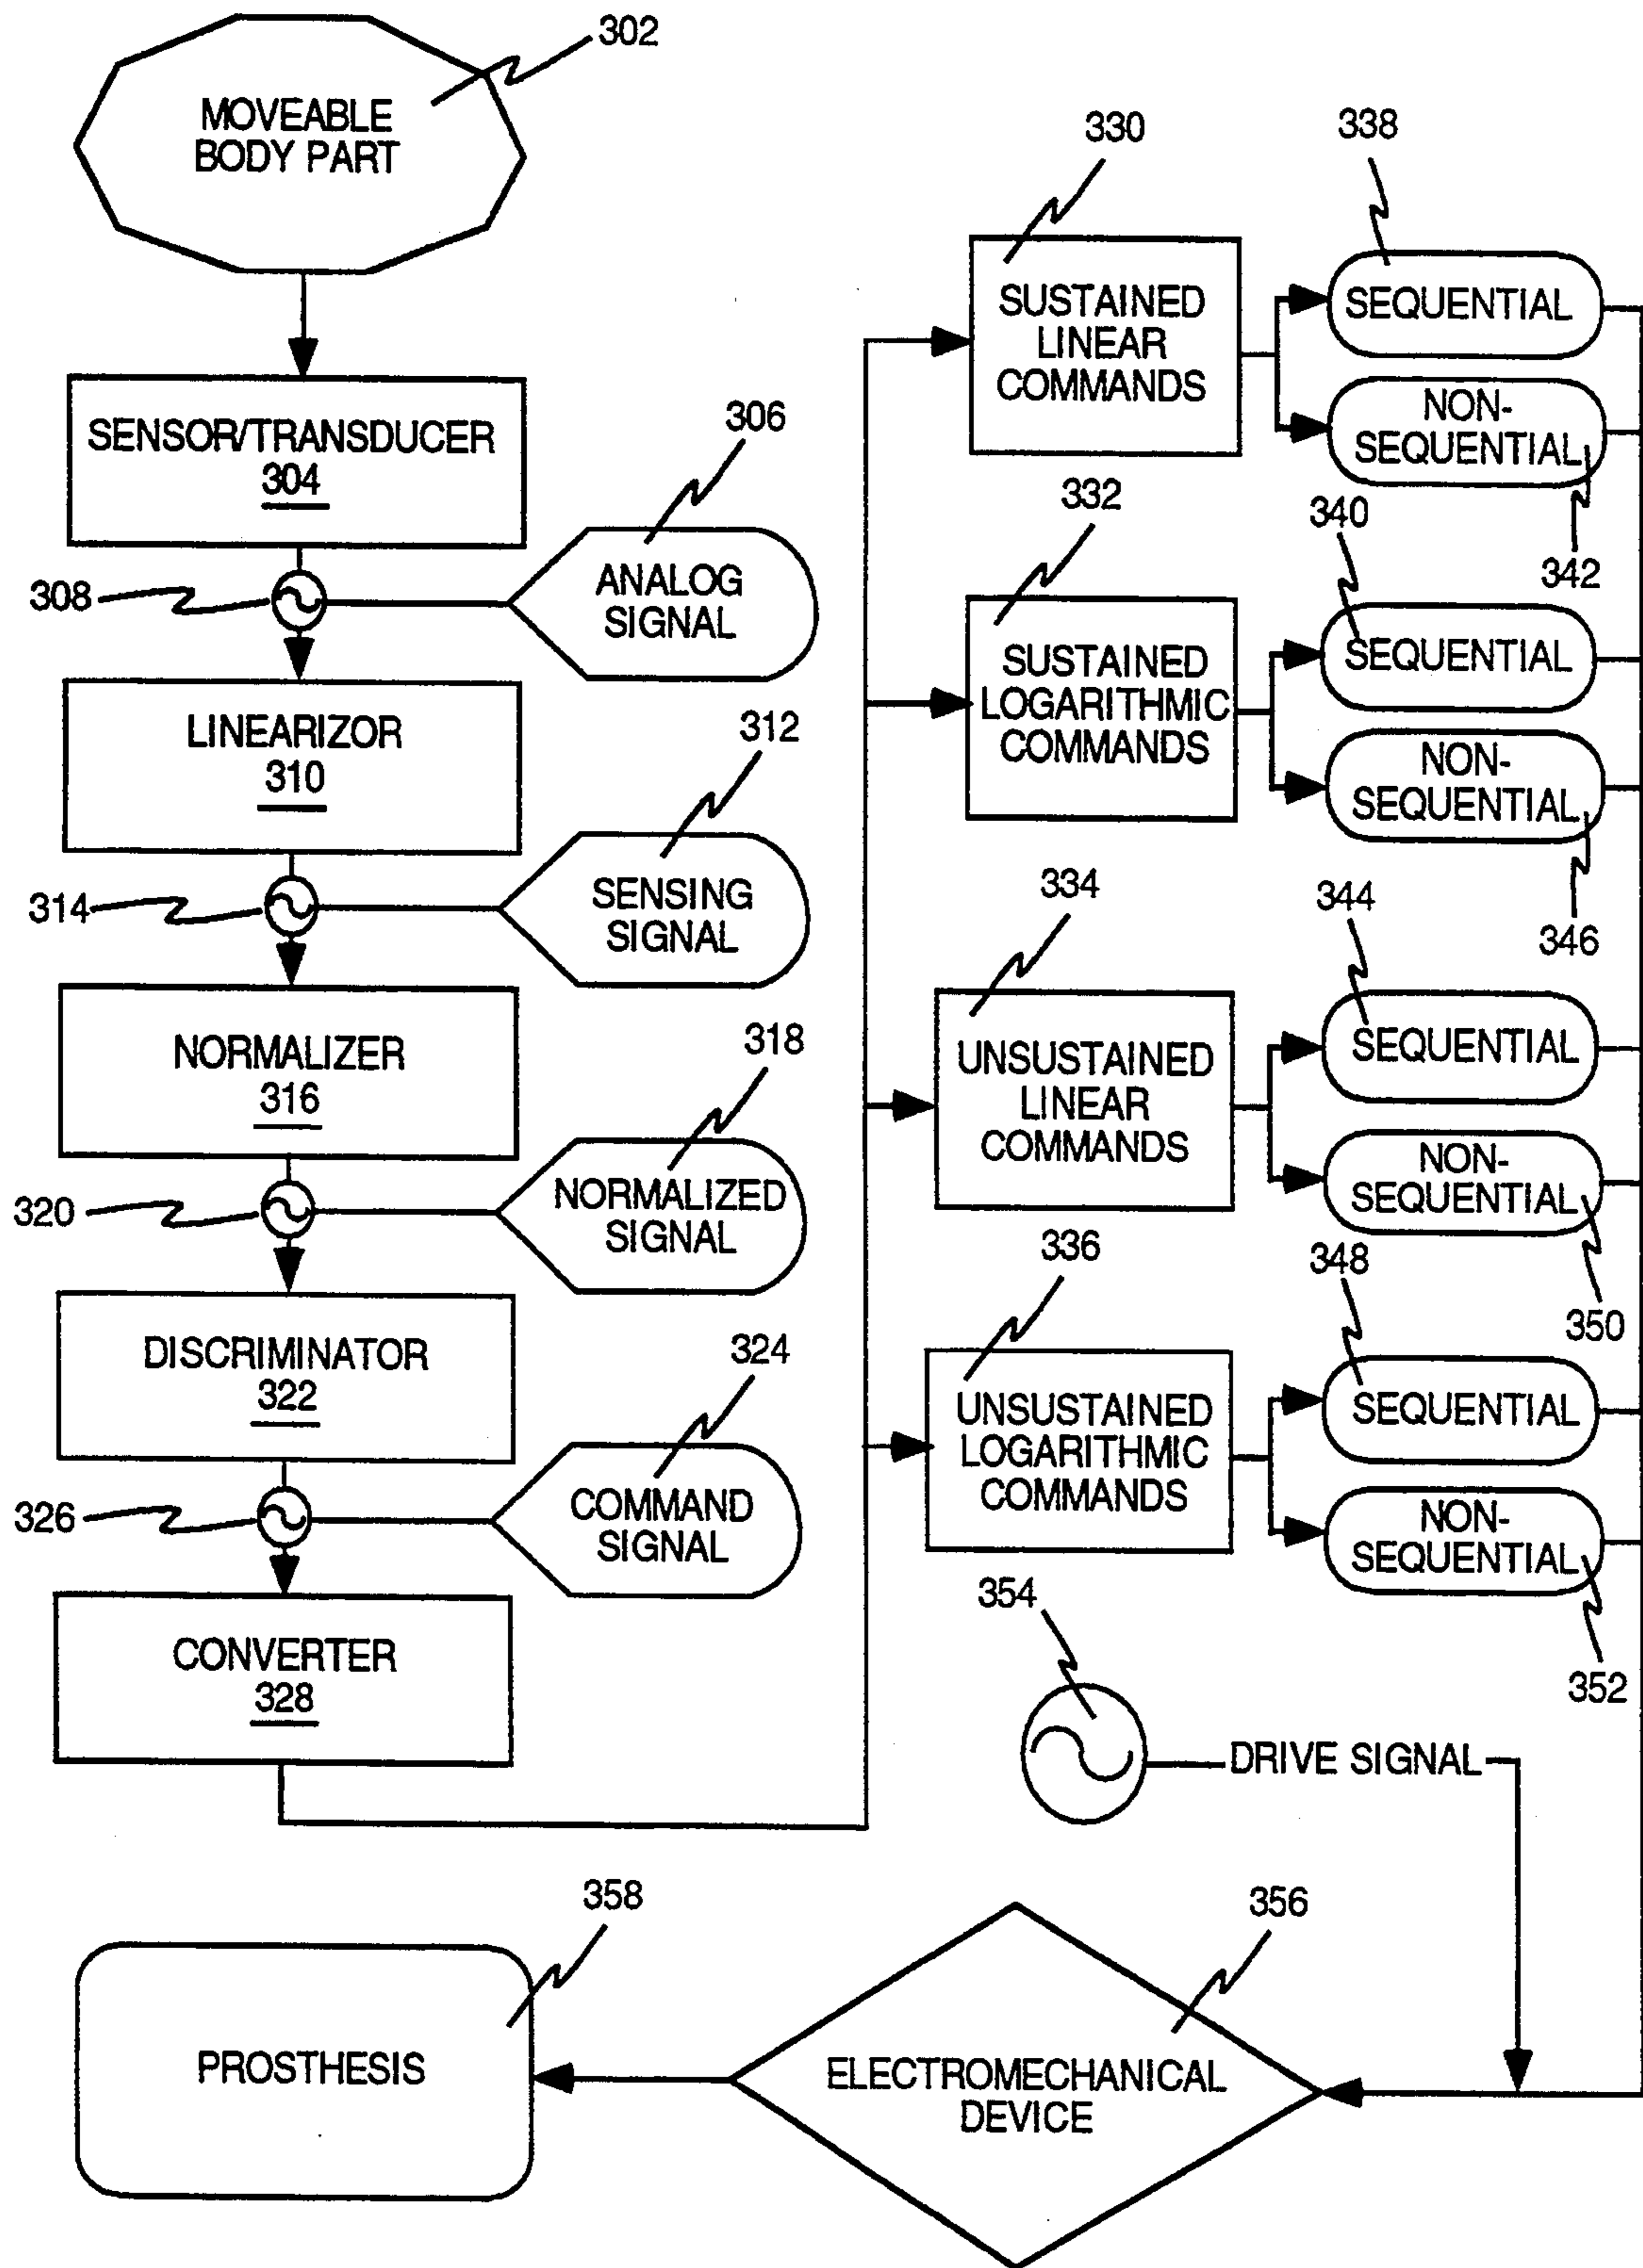 302
MOVEABLE
BODY PART
SENSOR/TRANSDUCER
304
306
ANALOG
SIGNAL
308
LINEARIZOR
310
312
SENSING
SIGNAL
314
NORMALIZER
316
318
NORMALIZED
SIGNAL
320
DISCRIMINATOR
322
324
COMMAND
SIGNAL
326
CONVERTER
328
330
SUSTAINED
LINEAR
COMMANDS
338
SEQUENTIAL
NON-
SEQUENTIAL
342
332
SUSTAINED
LOGARITHMIC
COMMANDS
340
SEQUENTIAL
NON-
SEQUENTIAL
346
334
UNSUSTAINED
LINEAR
COMMANDS
344
SEQUENTIAL
NON-
SEQUENTIAL
350
336
UNSUSTAINED
LOGARITHMIC
COMMANDS
348
SEQUENTIAL
NON-
SEQUENTIAL
352
354
DRIVE SIGNAL
356
ELECTROMECHANICAL
DEVICE
358
PROSTHESIS